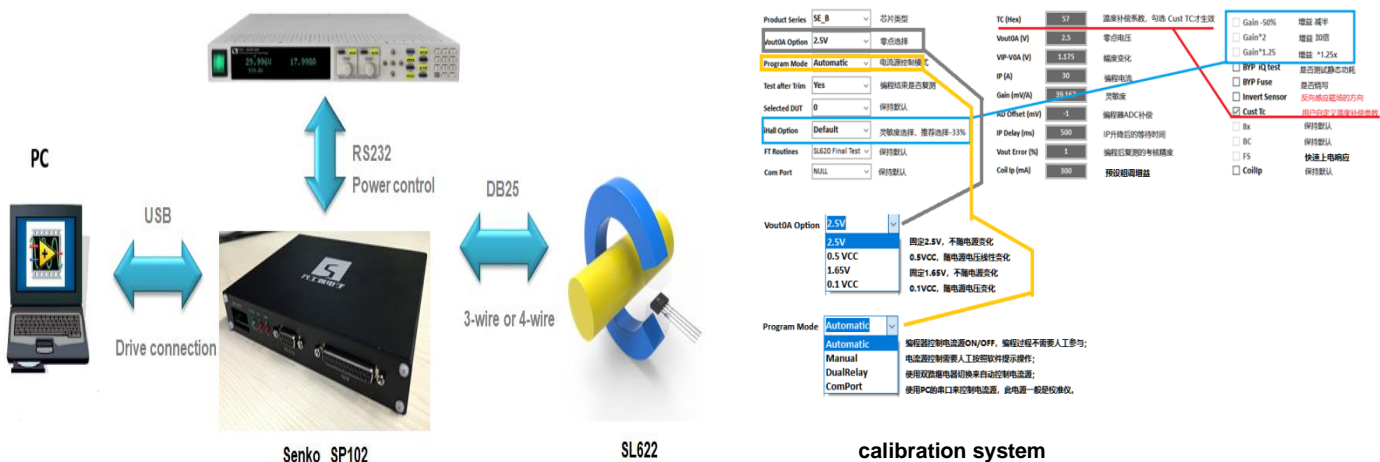 29.996V 17.990A
RS232
Power control
PC
USB
Drive connection
DB25
3-wire or 4-wire
Senko SP102
SL622
Product Series SE_B 芯片类型
Vout0A Option 2.5V 零点选择
Program Mode Automatic 电流源控制模式
Test after Trim Yes 编程结束是否复测
Selected DUT 0 保持默认
iHall Option Default 灵敏度选择，推荐选择-33%
FT Routines SL620 Final Test 保持默认
Com Port NULL 保持默认
TC (Hex) 57 温度补偿系数，勾选 Cust TC才生效
Vout0A (V) 2.5 零点电压
VIP-V0A (V) 1.175 幅度变化
IP (A) 30 编程电流
Gain (mV/A) 39.167 灵敏度
AD Offset (mV) -1 编程器ADC补偿
IP Delay (ms) 500 IP升降后的等待时间
Vout Error (%) 1 编程后复测的考核精度
Coil Ip (mA) 300 预设粗调增益
Gain -50% 增益 减半
Gain*2 增益 加倍
Gain*1.25 增益 *1.25x
BYP iQ test 是否测试静态功耗
BYP Fuse 是否烧写
Invert Sensor 反向感应磁场的方向
Cust Tc 用户自定义温度补偿参数
8x 保持默认
BC 保持默认
FS 快速上电响应
CoilIp 保持默认
Vout0A Option 2.5V
2.5V 固定2.5V，不随电源变化
0.5 VCC 0.5VCC，随电源电压线性变化
1.65V 固定1.65V，不随电源变化
0.1 VCC 0.1VCC，随电源电压变化
Program Mode Automatic
Automatic 编程器控制电流源ON/OFF，编程过程不需要人工参与;
Manual 电流源控制需要人工按照软件提示操作;
DualRelay 使用双路继电器切换来自动控制电流源;
ComPort 使用PC的串口来控制电流源，此电源一般是校准仪。
calibration system